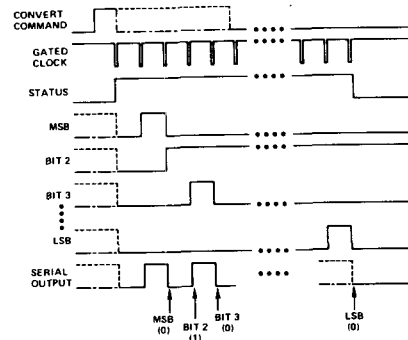 CONVERT
COMMAND
GATED
CLOCK
STATUS
MSB
BIT 2
BIT 3
LSB
SERIAL
OUTPUT
MSB
(0)
BIT 2
(1)
BIT 3
(0)
LSB
(0)